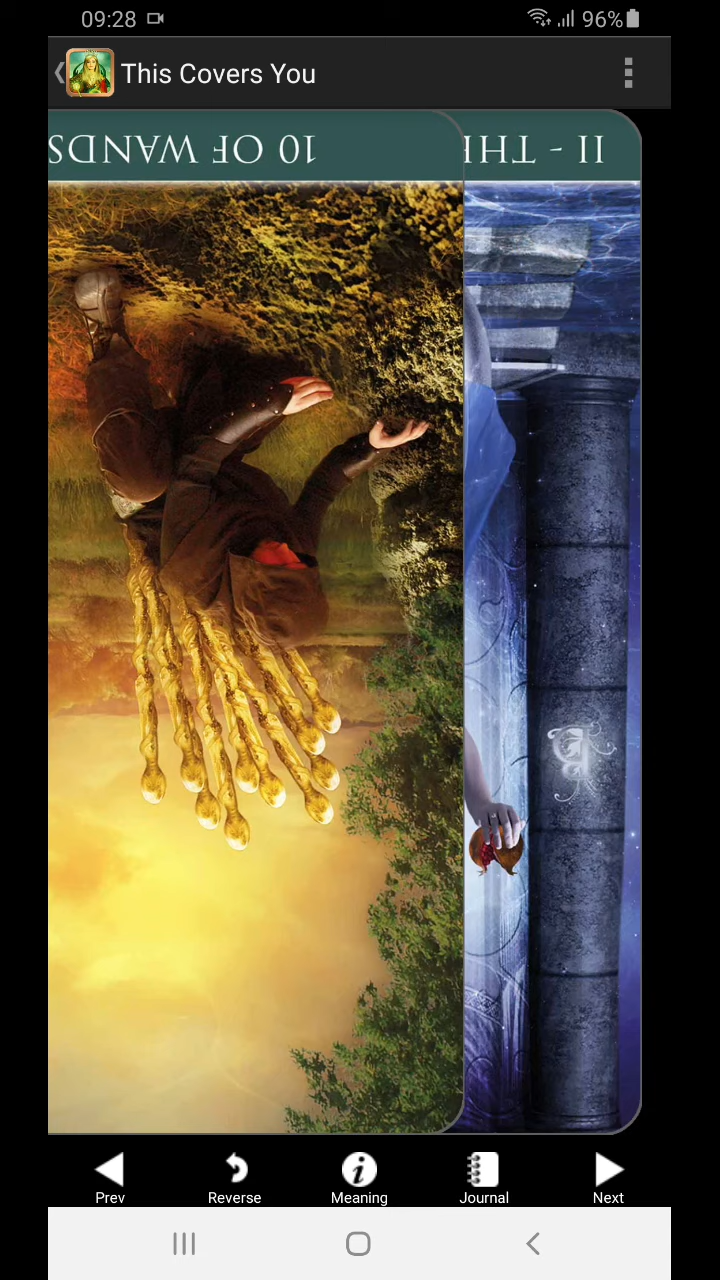 09:28 96%
This Covers You
10 OF WANDS
II - THE
B
Prev Reverse Meaning Journal Next